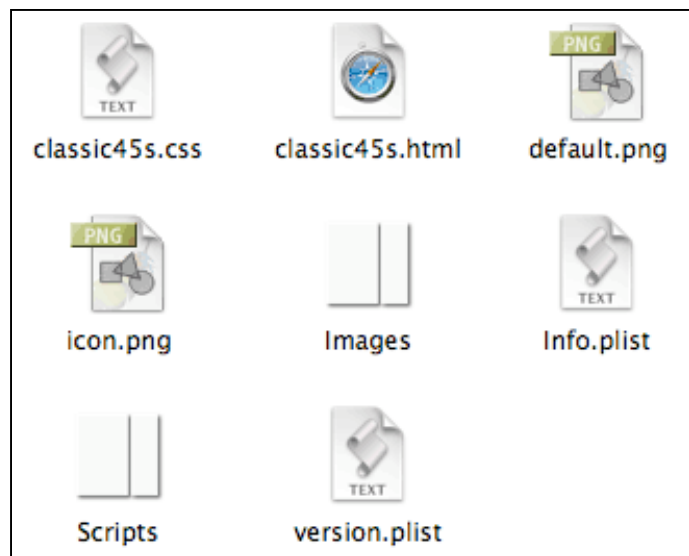 TEXT
classic45s.css
classic45s.html
PNG
default.png
PNG
icon.png
Images
TEXT
Info.plist
Scripts
TEXT
version.plist